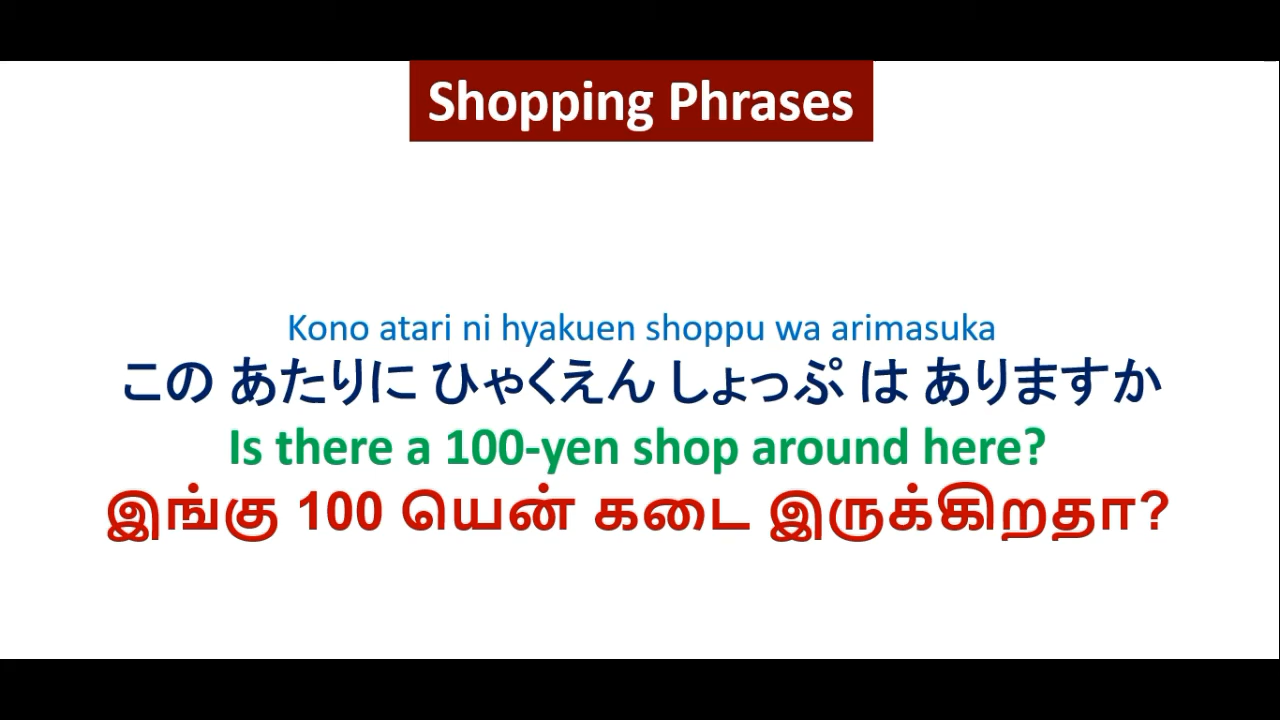 Shopping Phrases
Kono atari ni hyakuen shoppu wa arimasuka
この あたりに ひゃくえん しょっぷ は ありますか
Is there a 100-yen shop around here?
இங்கு 100 யென் கடை இருக்கிறதா?